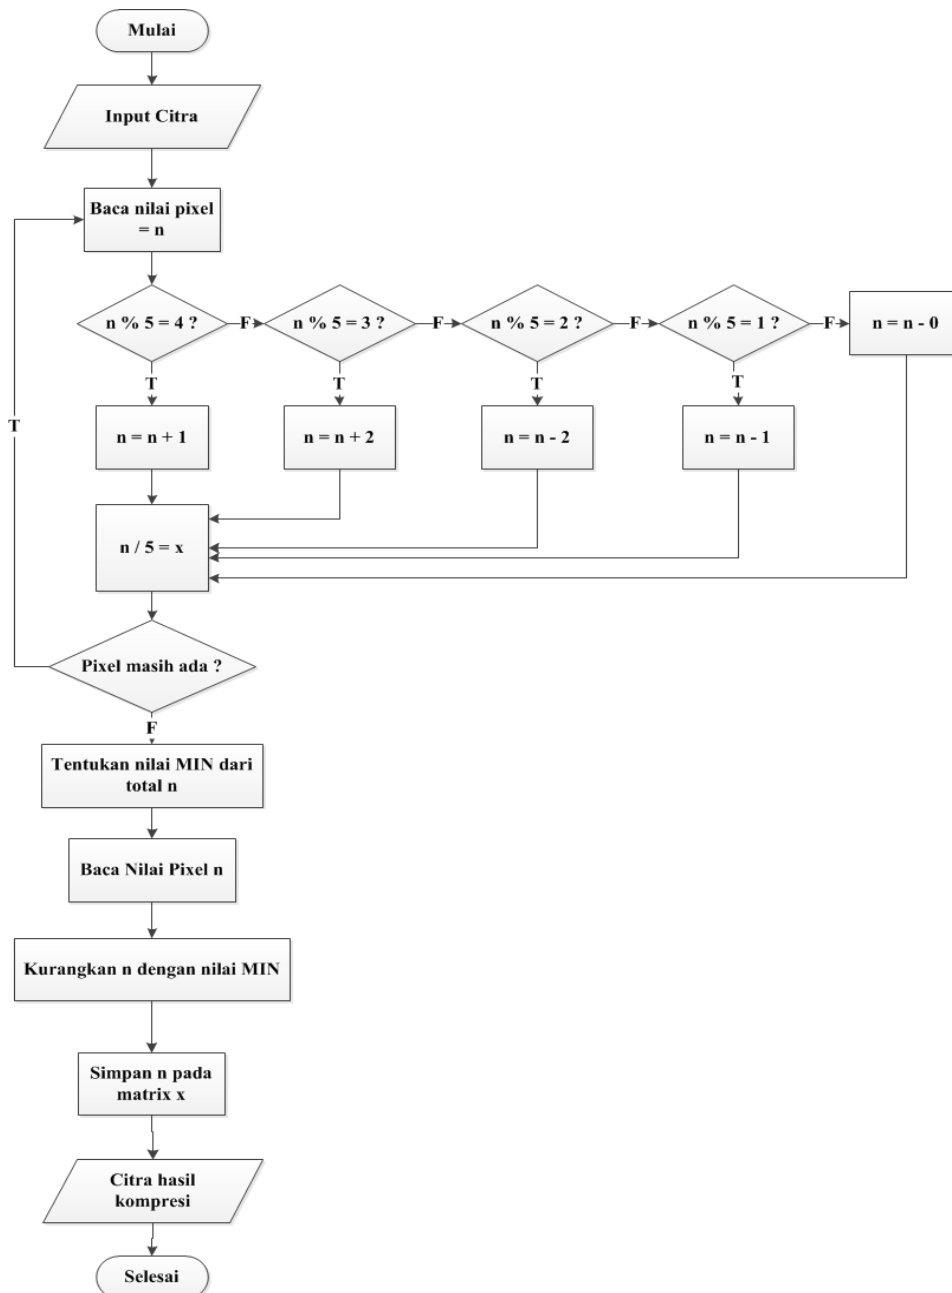 Mulai
Input Citra
Baca nilai pixel
= n
n % 5 = 4 ?
F
n % 5 = 3 ?
F
n % 5 = 2 ?
F
n % 5 = 1 ?
F
n = n - 0
T
T
T
T
T
n = n + 1
n = n + 2
n = n - 2
n = n - 1
n / 5 = x
Pixel masih ada ?
F
Tentukan nilai MIN dari
total n
Baca Nilai Pixel n
Kurangkan n dengan nilai MIN
Simpan n pada
matrix x
Citra hasil
kompresi
Selesai